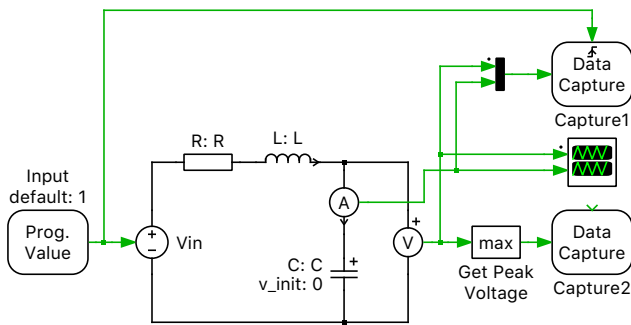 Data
Capture
Capture1
R: R
L: L
Input
default: 1
A
Prog.
Value
+
−
Vin
+
V
max
Get Peak
Voltage
Data
Capture
Capture2
C: C
v_init: 0
+